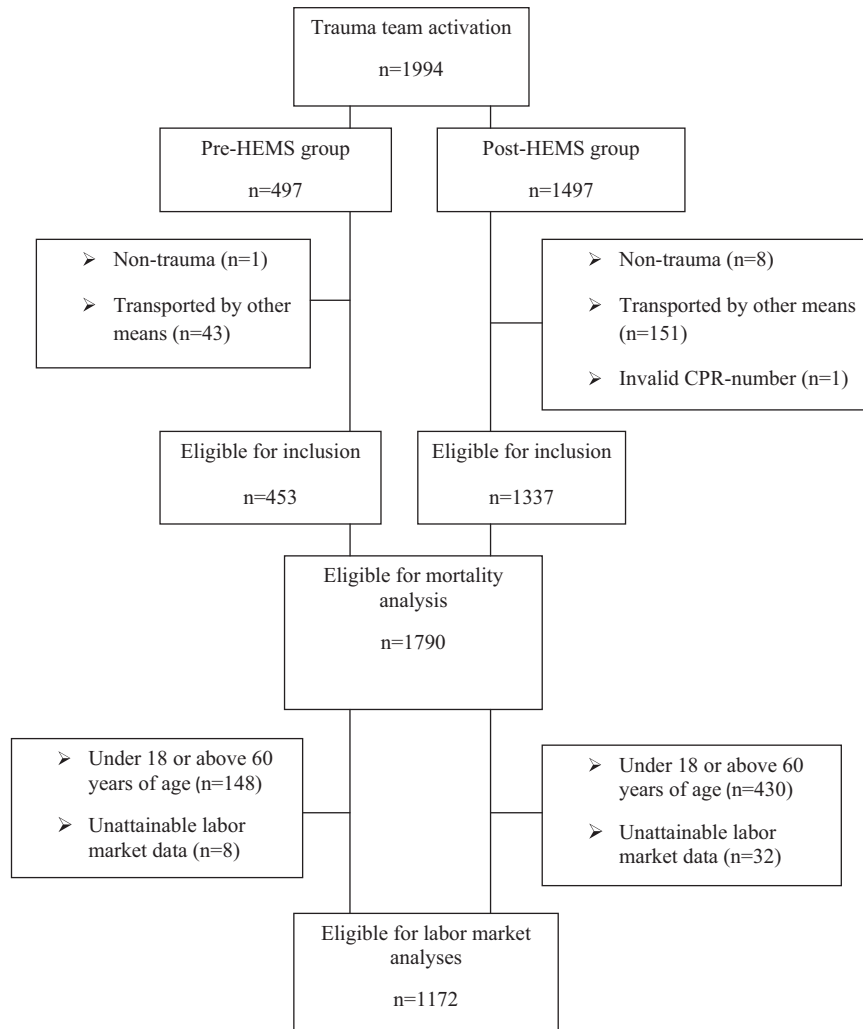 Trauma team activation
n=1994
Pre-HEMS group
n=497
Post-HEMS group
n=1497
➢ Non-trauma (n=1)
➢ Transported by other
means (n=43)
➢ Non-trauma (n=8)
➢ Transported by other means
(n=151)
➢ Invalid CPR-number (n=1)
Eligible for inclusion
n=453
Eligible for inclusion
n=1337
Eligible for mortality
analysis
n=1790
➢ Under 18 or above 60
years of age (n=148)
➢ Unattainable labor
market data (n=8)
➢ Under 18 or above 60
years of age (n=430)
➢ Unattainable labor
market data (n=32)
Eligible for labor market
analyses
n=1172